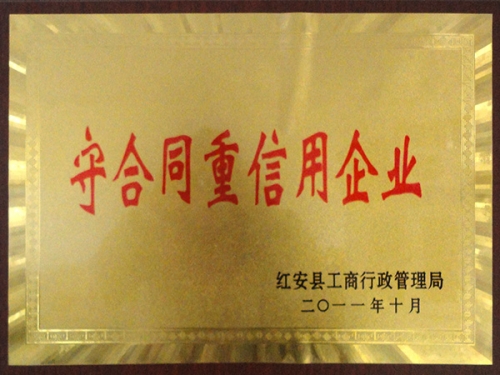 守合同重信用企业
红安县工商行政管理局
二〇一一年十月